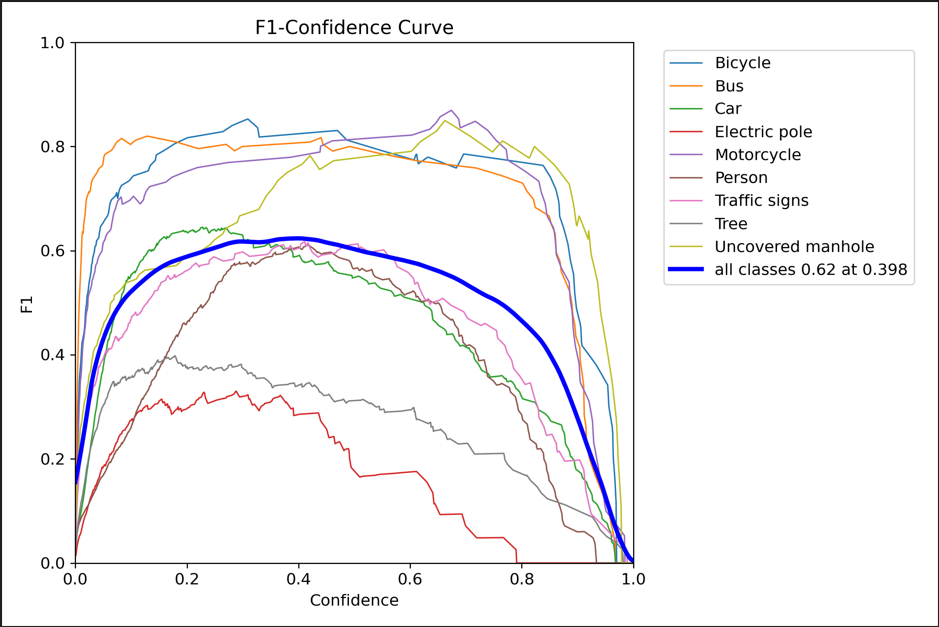 F1-Confidence Curve
1.0
0.8
0.6
0.4
0.2
0.0
F1
0.0 0.2 0.4 0.6 0.8 1.0
Confidence
Bicycle
Bus
Car
Electric pole
Motorcycle
Person
Traffic signs
Tree
Uncovered manhole
all classes 0.62 at 0.398